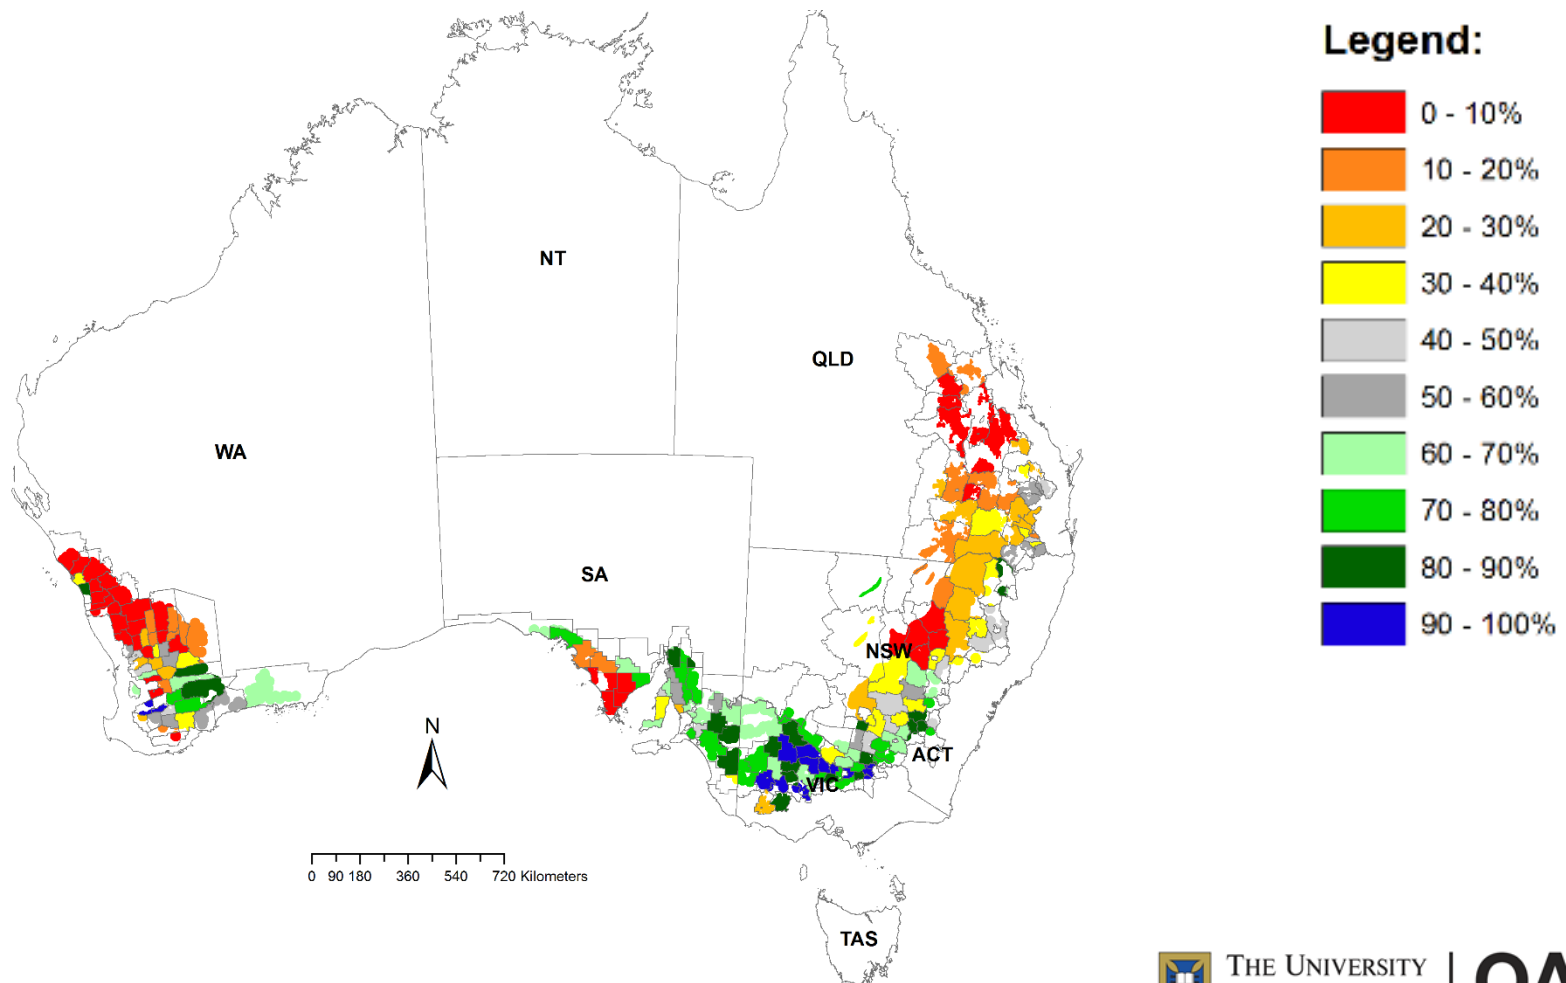 Legend:
0 - 10%
10 - 20%
20 - 30%
30 - 40%
40 - 50%
50 - 60%
60 - 70%
70 - 80%
80 - 90%
90 - 100%
NT
QLD
WA
SA
NSW
ACT
VIC
TAS
N
0 90 180 360 540 720 Kilometers
THE UNIVERSITY